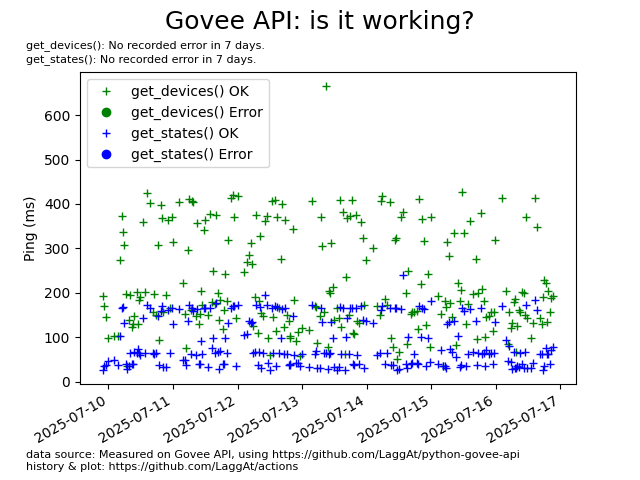 Govee API: is it working?
get_devices(): No recorded error in 7 days.
get_states(): No recorded error in 7 days.
get_devices() OK
get_devices() Error
get_states() OK
get_states() Error
Ping (ms)
600
500
400
300
200
100
0
2025-07-10
2025-07-11
2025-07-12
2025-07-13
2025-07-14
2025-07-15
2025-07-16
2025-07-17
data source: Measured on Govee API, using https://github.com/LaggAt/python-govee-api
history & plot: https://github.com/LaggAt/actions